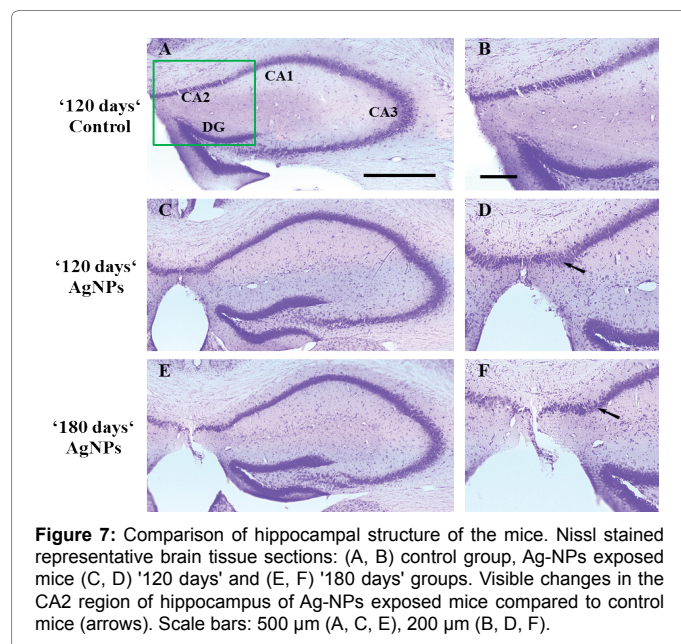 A
B
CA1
CA2
CA3
DG
‘120 days‘
Control
C
D
‘120 days‘
AgNPs
E
F
‘180 days‘
AgNPs
Figure 7: Comparison of hippocampal structure of the mice. Nissl stained
representative brain tissue sections: (A, B) control group, Ag-NPs exposed
mice (C, D) '120 days' and (E, F) '180 days' groups. Visible changes in the
CA2 region of hippocampus of Ag-NPs exposed mice compared to control
mice (arrows). Scale bars: 500 µm (A, C, E), 200 µm (B, D, F).